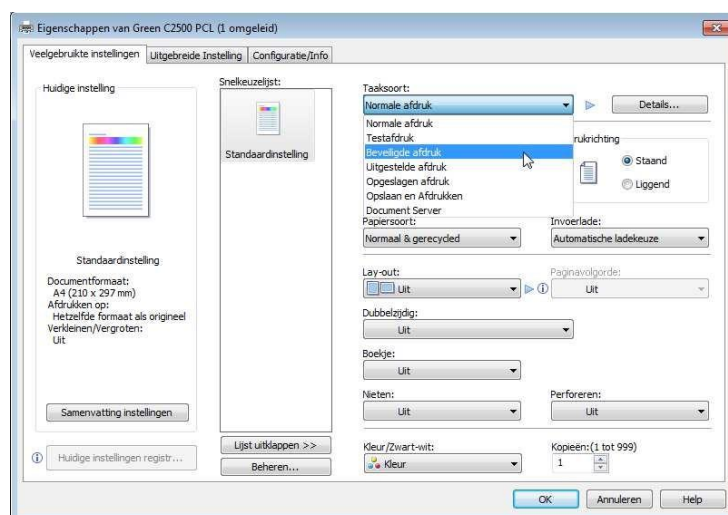 Eigenschappen van Green C2500 PCL (1 omgeleid)
Veelgebruikte instellingen
Uitgebreide Instelling
Configuratie/Info
Huidige instelling
Standaardinstelling
Documentformaat:
A4 (210 x 297 mm)
Afdrukken op:
Hetzelfde formaat als origineel
Verkleinen/Vergroten:
Uit
Samenvatting instellingen
Huidige instellingen registr...
Snelkeuzelijst:
Standaardinstelling
Lijst uitklappen >>
Beheren...
Taaksoort:
Normale afdruk
Details...
Normale afdruk
Testafdruk
Beveiligde afdruk
Uitgestelde afdruk
Opgeslagen afdruk
Opslaan en Afdrukken
Document Server
rukrichting
Staand
Liggend
Papiersoort:
Normaal & gerecycled
Invoerlade:
Automatische ladekeuze
Lay-out:
Uit
Paginavolgorde:
Uit
Dubbelzijdig:
Uit
Boekje:
Uit
Nieten:
Uit
Perforeren:
Uit
Kleur/Zwart-wit:
Kleur
Kopieën:(1 tot 999)
1
OK
Annuleren
Help